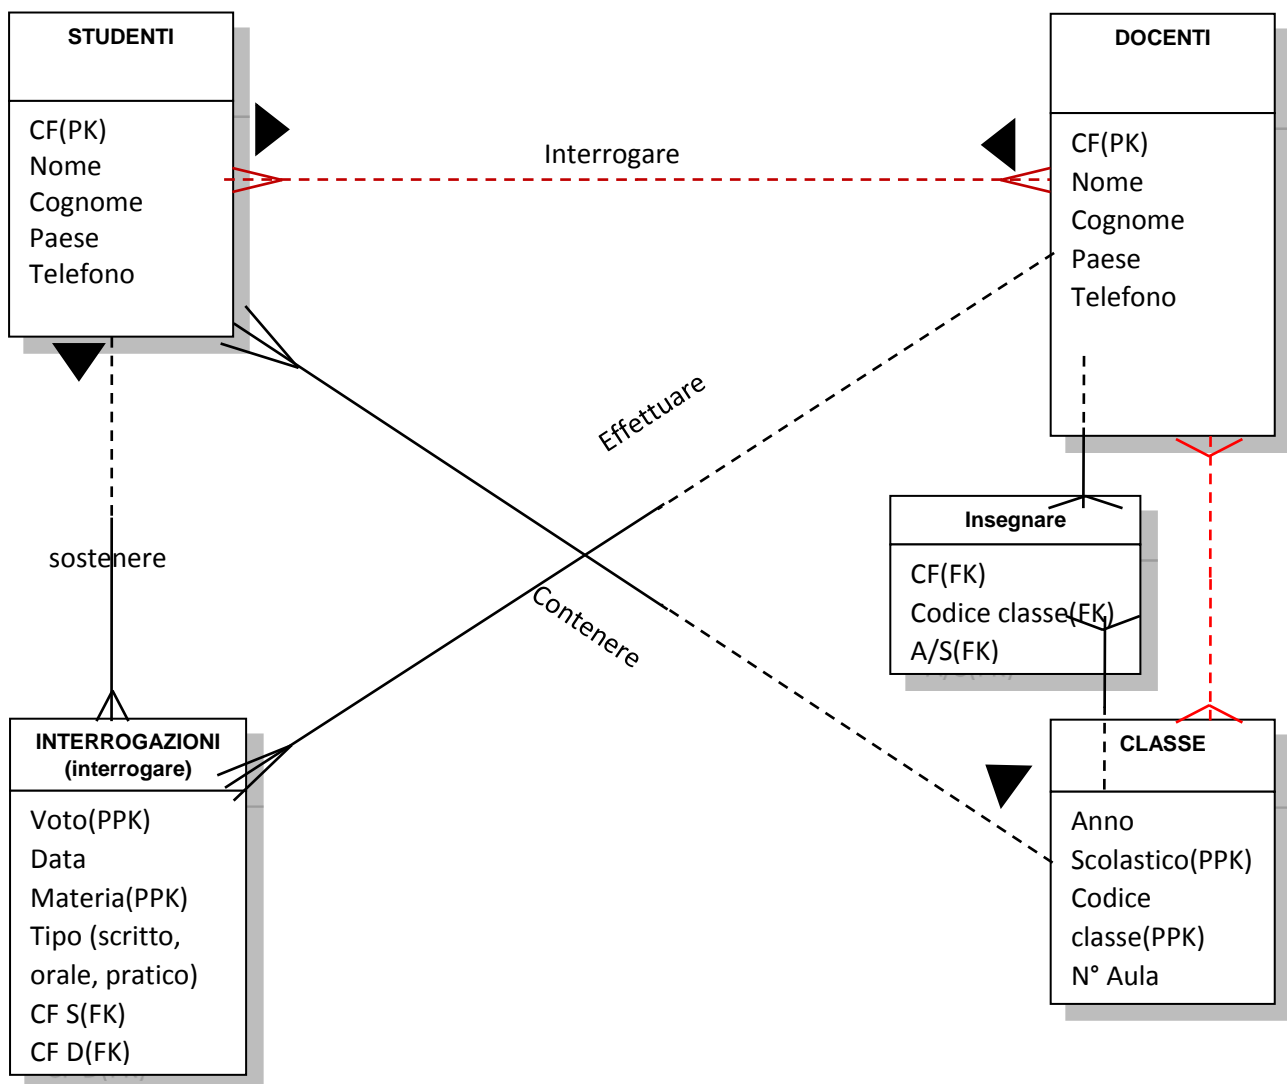 STUDENTI
CF(PK)
Nome
Cognome
Paese
Telefono
Interrogare
DOCENTI
CF(PK)
Nome
Cognome
Paese
Telefono
Effettuare
sostenere
Contenere
Insegnare
CF(FK)
Codice classe(FK)
A/S(FK)
INTERROGAZIONI
(interrogare)
Voto(PPK)
Data
Materia(PPK)
Tipo (scritto,
orale, pratico)
CF S(FK)
CF D(FK)
CLASSE
Anno
Scolastico(PPK)
Codice
classe(PPK)
N° Aula